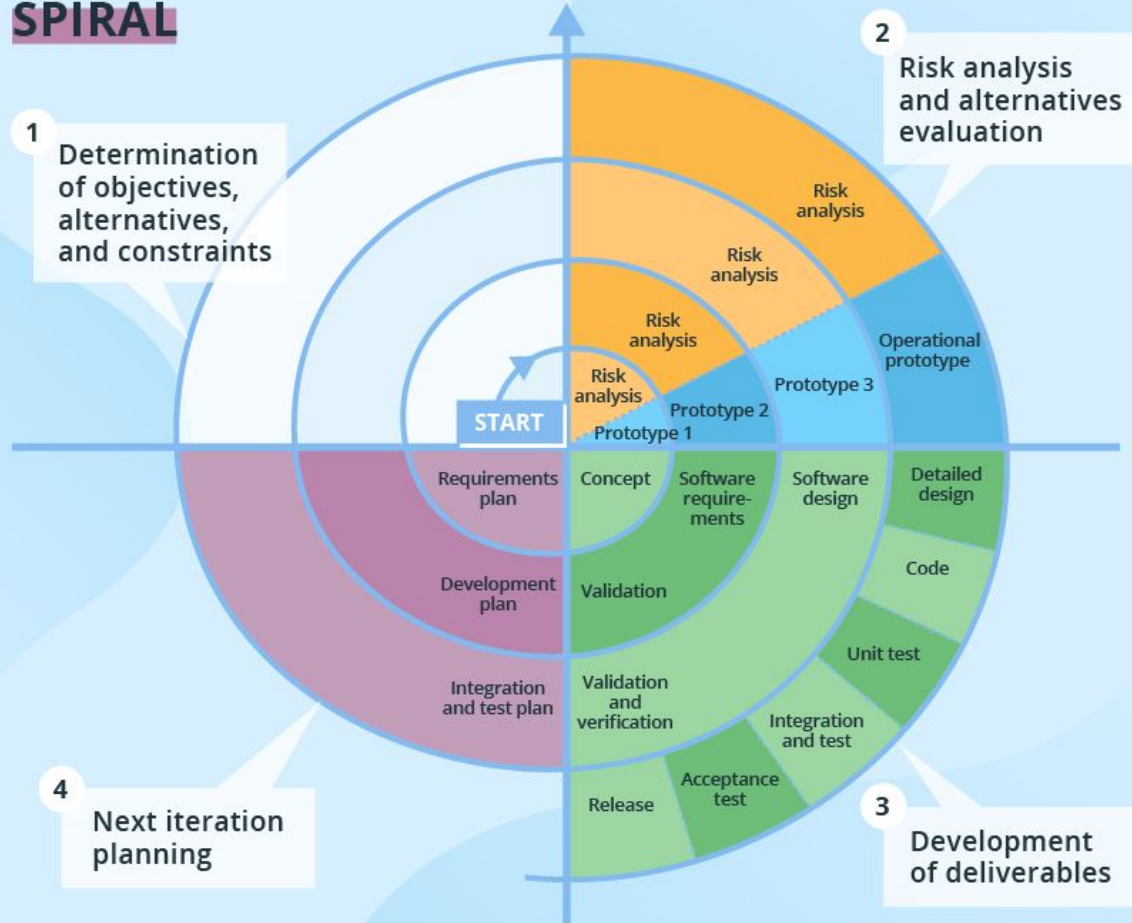 SPIRAL
1
Determination
of objectives,
alternatives,
and constraints
2
Risk analysis
and alternatives
evaluation
Risk
analysis
Risk
analysis
Risk
analysis
Risk
analysis
Operational
prototype
Prototype 3
Prototype 2
Prototype 1
START
Requirements
plan
Concept
Software
require-
ments
Software
design
Detailed
design
Code
Development
plan
Validation
Unit test
Integration
and test plan
Validation
and
verification
Integration
and test
Acceptance
test
Release
4
Next iteration
planning
3
Development
of deliverables